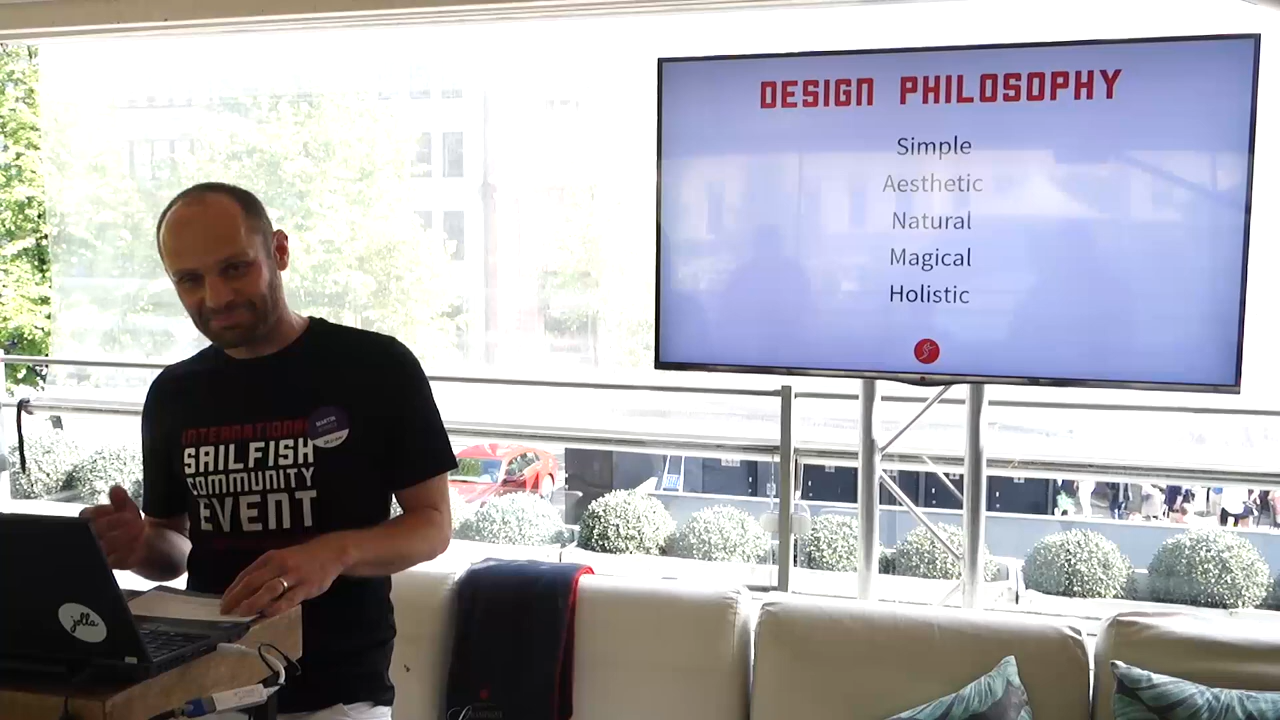 DESIGN PHILOSOPHY
Simple
Aesthetic
Natural
Magical
Holistic
INTERNATIONAL
SAILFISH
COMMUNITY
EVENT
MARTIN
jolla